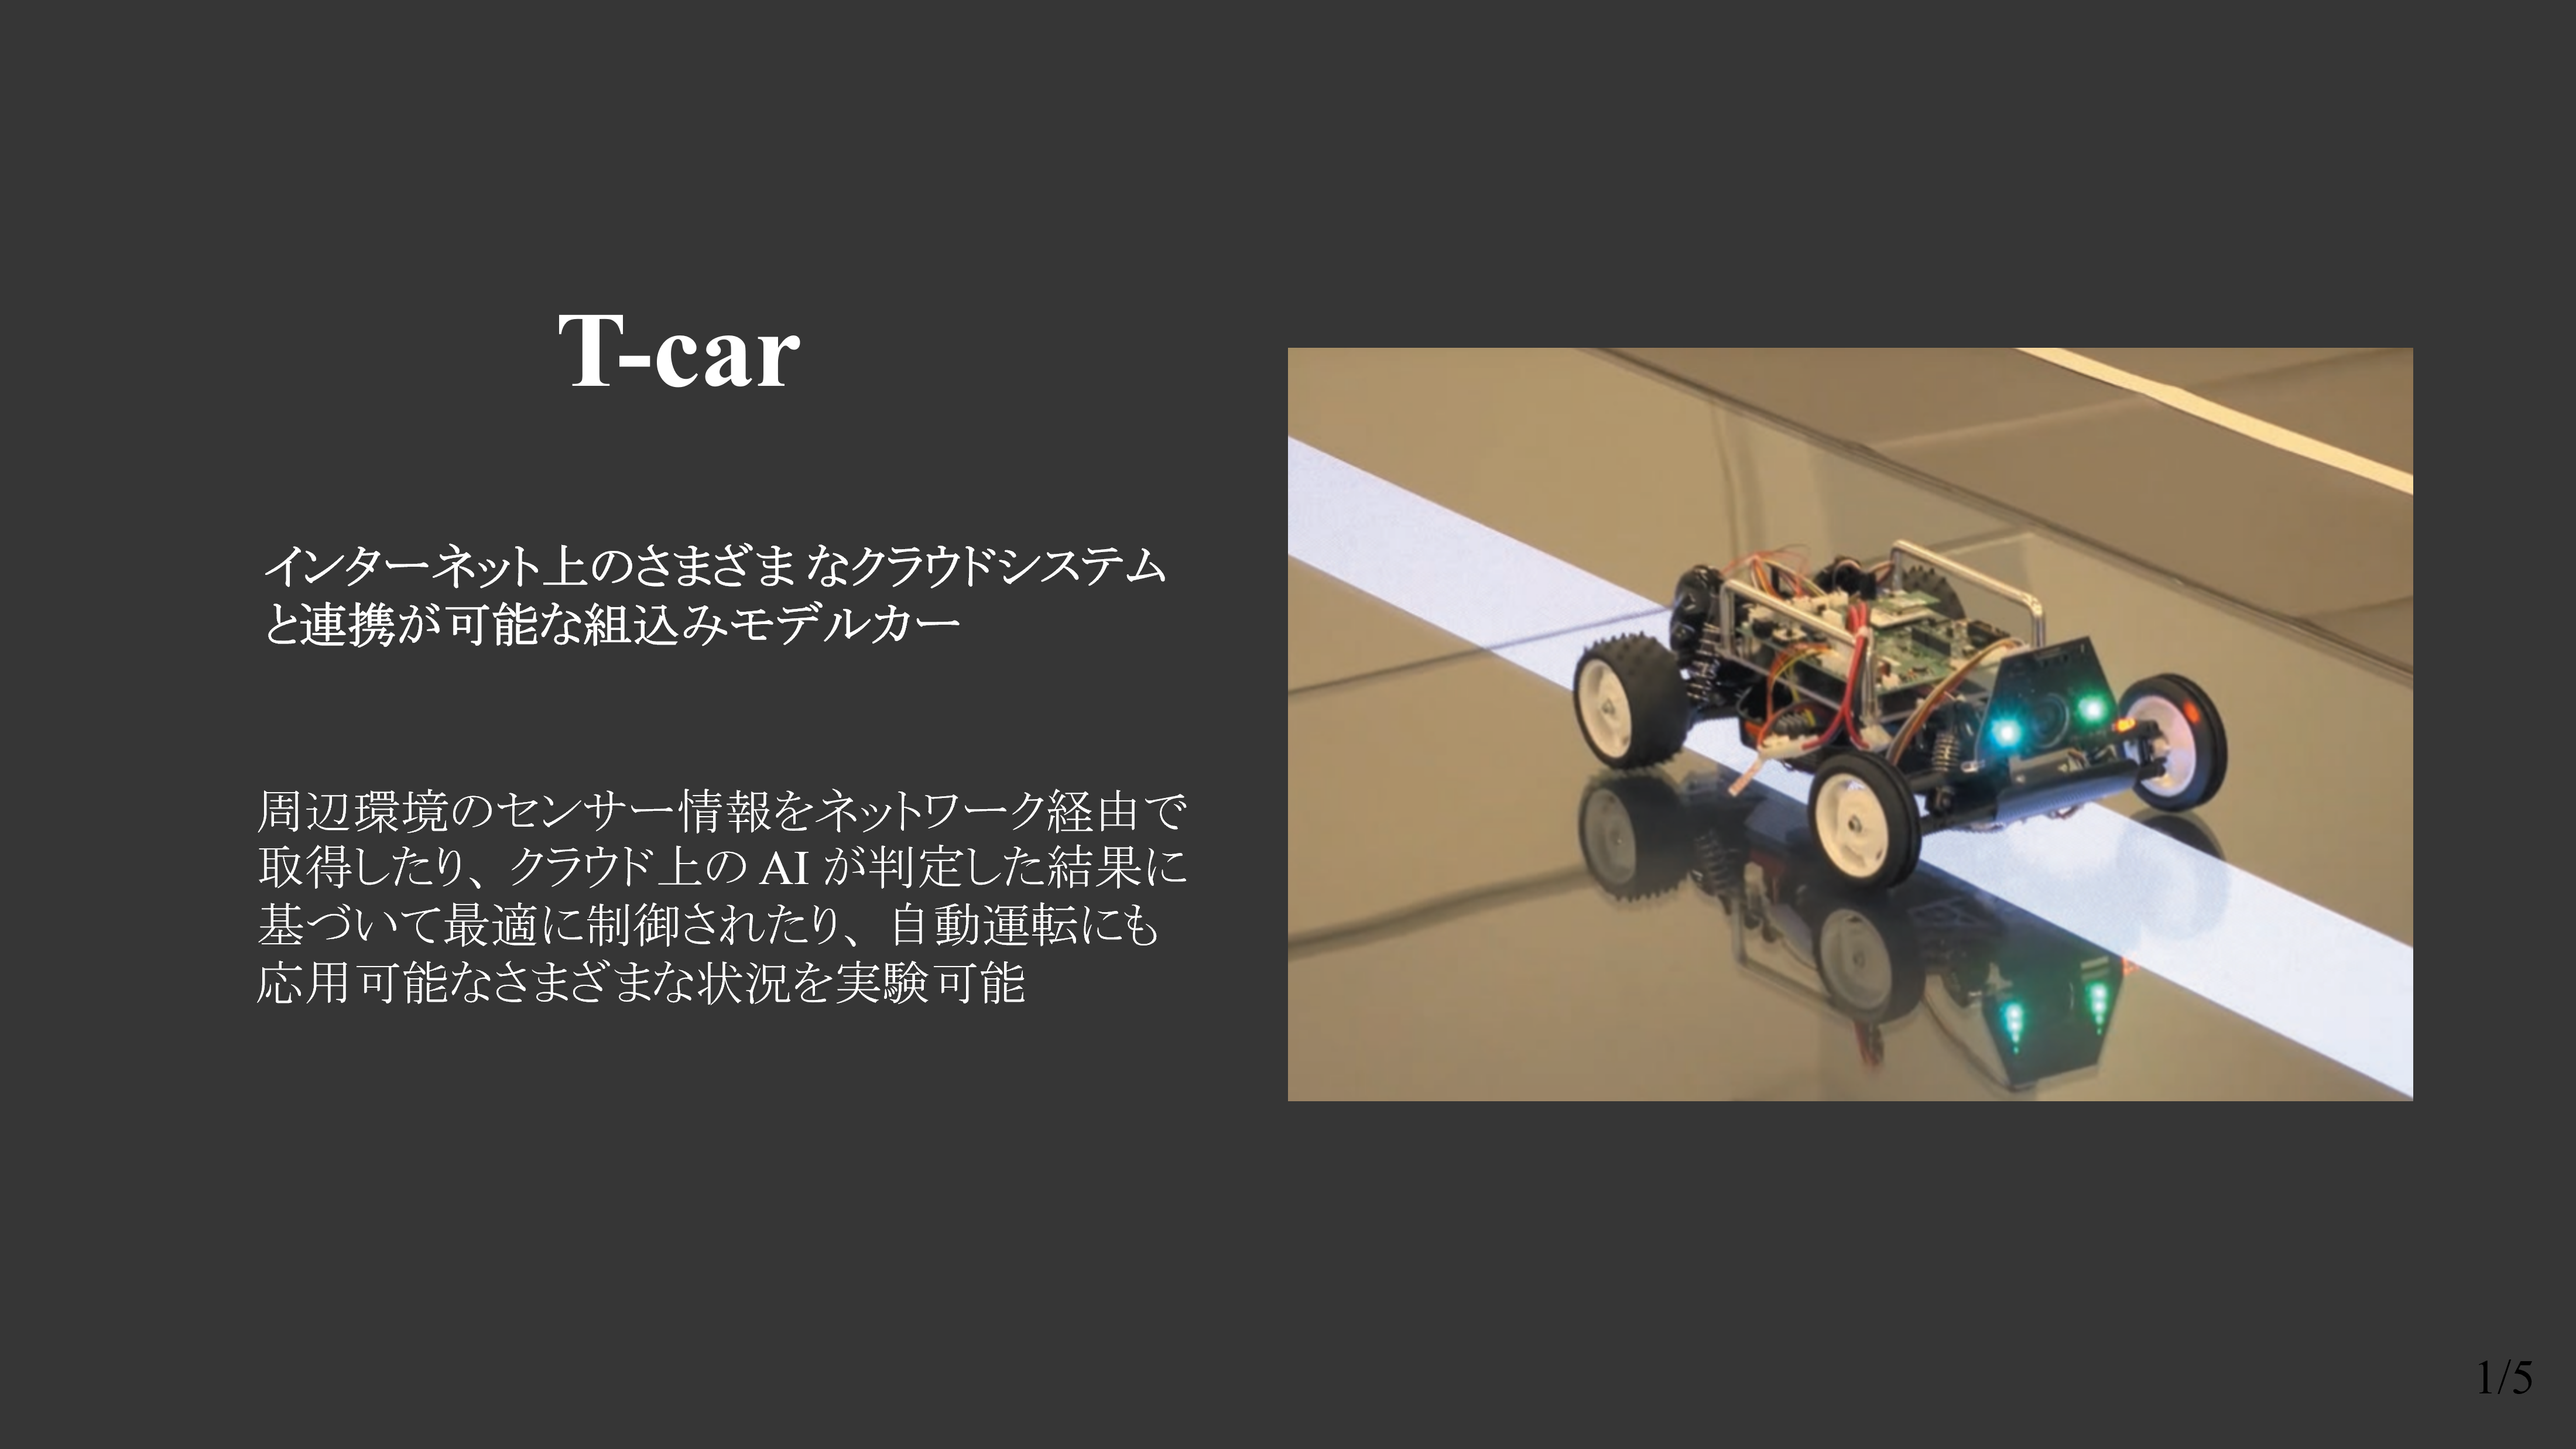 T-car
インターネット上のさまざまなクラウドシステム
と連携が可能な組込みモデルカー
周辺環境のセンサー情報をネットワーク経由で
取得したり、クラウド上の AI が判定した結果に
基づいて最適に制御されたり、自動運転にも
応用可能なさまざまな状況を実験可能
1/5